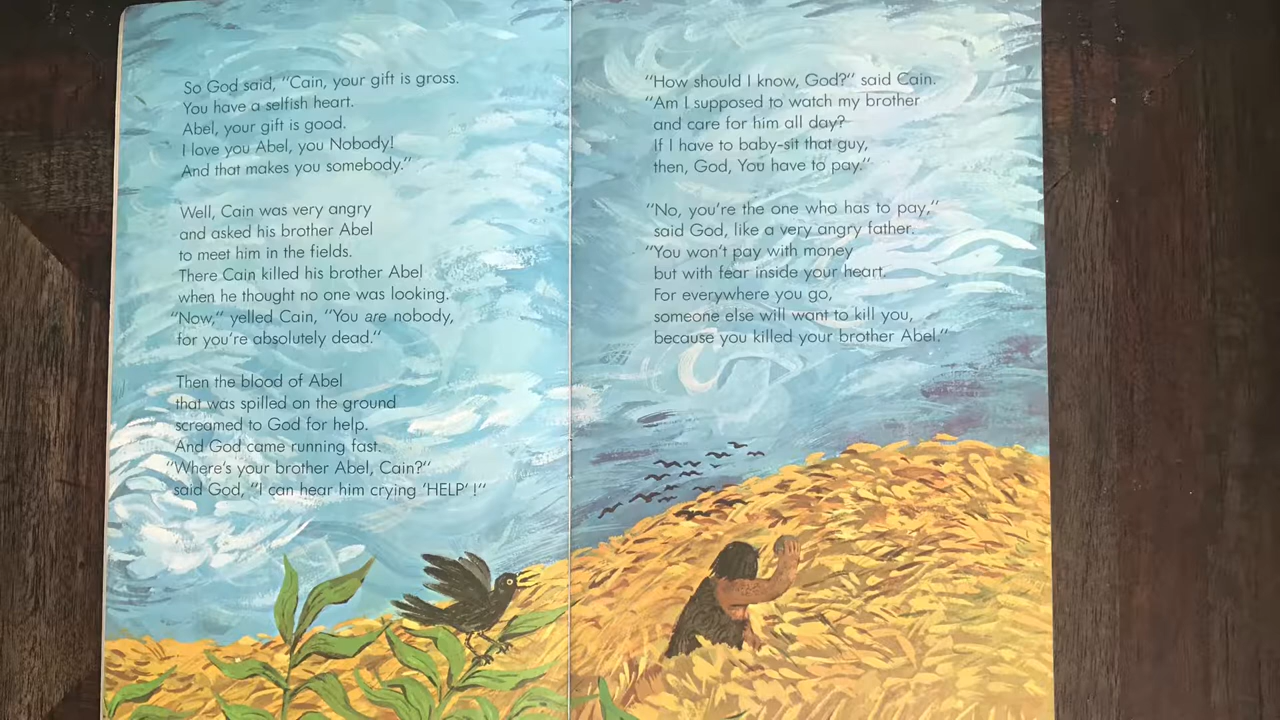 So God said, “Cain, your gift is gross.
You have a selfish heart.
Abel, your gift is good.
I love you Abel, you Nobody!
And that makes you somebody.”
Well, Cain was very angry
and asked his brother Abel
to meet him in the fields.
There Cain killed his brother Abel
when he thought no one was looking.
“Now,” yelled Cain, “You are nobody,
for you’re absolutely dead.”
Then the blood of Abel
that was spilled on the ground
screamed to God for help.
And God came running fast.
“Where’s your brother Abel, Cain?”
said God, “I can hear him crying ‘HELP’ !”
“How should I know, God?” said Cain.
“Am I supposed to watch my brother
and care for him all day?
If I have to baby-sit that guy,
then, God, You have to pay.”
“No, you’re the one who has to pay,”
said God, like a very angry father.
“You won’t pay with money
but with fear inside your heart.
For everywhere you go,
someone else will want to kill you,
because you killed your brother Abel.”